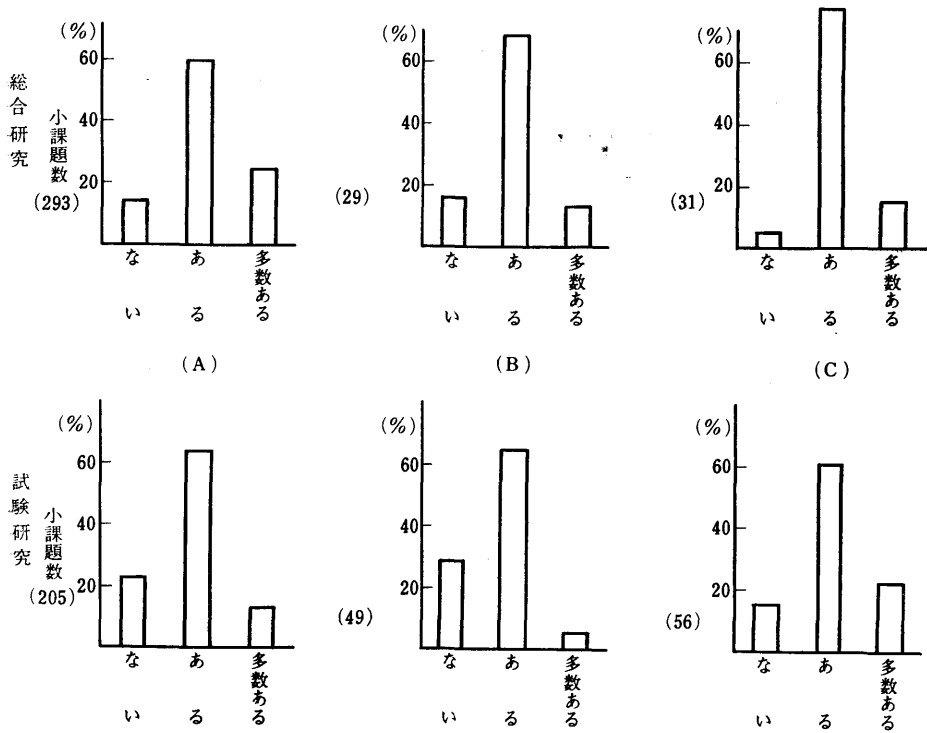 総合研究
小課題数
(293)
(%)
60
40
20
ない
ある
多数ある
(A)
(29)
(%)
60
40
20
ない
ある
多数ある
(B)
(31)
(%)
60
40
20
ない
ある
多数ある
(C)
試験研究
小課題数
(205)
(%)
60
40
20
ない
ある
多数ある
(49)
(%)
60
40
20
ない
ある
多数ある
(56)
(%)
60
40
20
ない
ある
多数ある